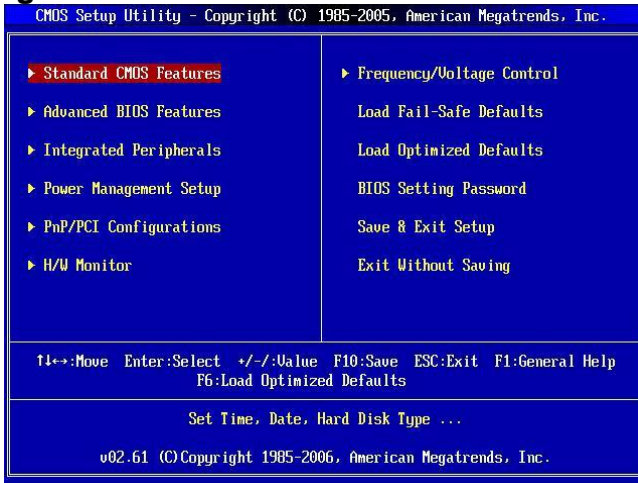 CMOS Setup Utility - Copyright (C) 1985-2005, American Megatrends, Inc.
▶ Standard CMOS Features
▶ Advanced BIOS Features
▶ Integrated Peripherals
▶ Power Management Setup
▶ PnP/PCI Configurations
▶ H/W Monitor
▶ Frequency/Voltage Control
Load Fail-Safe Defaults
Load Optimized Defaults
BIOS Setting Password
Save & Exit Setup
Exit Without Saving
↑↓↔:Move Enter:Select +/-/:Value F10:Save ESC:Exit F1:General Help
F6:Load Optimized Defaults
Set Time, Date, Hard Disk Type ...
v02.61 (C)Copyright 1985-2006, American Megatrends, Inc.